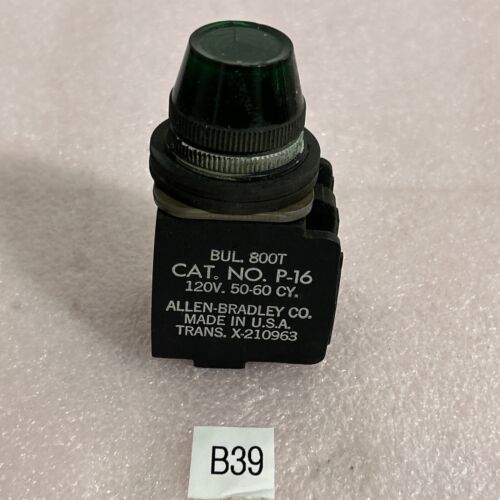 BUL. 800T
CAT. NO. P-16
120V. 50-60 CY.
ALLEN-BRADLEY CO.
MADE IN U.S.A.
TRANS. X-210963
B39